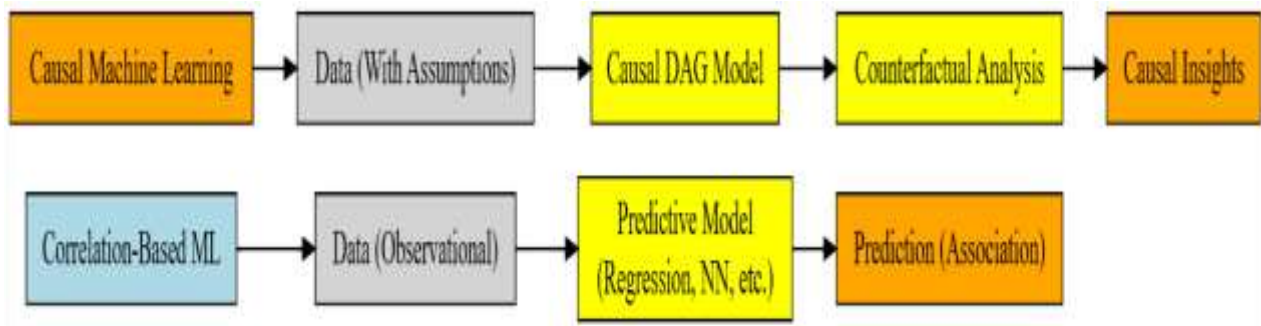 Causal Machine Learning
Data (With Assumptions)
Causal DAG Model
Counterfactual Analysis
Causal Insights
Correlation-Based ML
Data (Observational)
Predictive Model
(Regression, NN, etc.)
Prediction (Association)